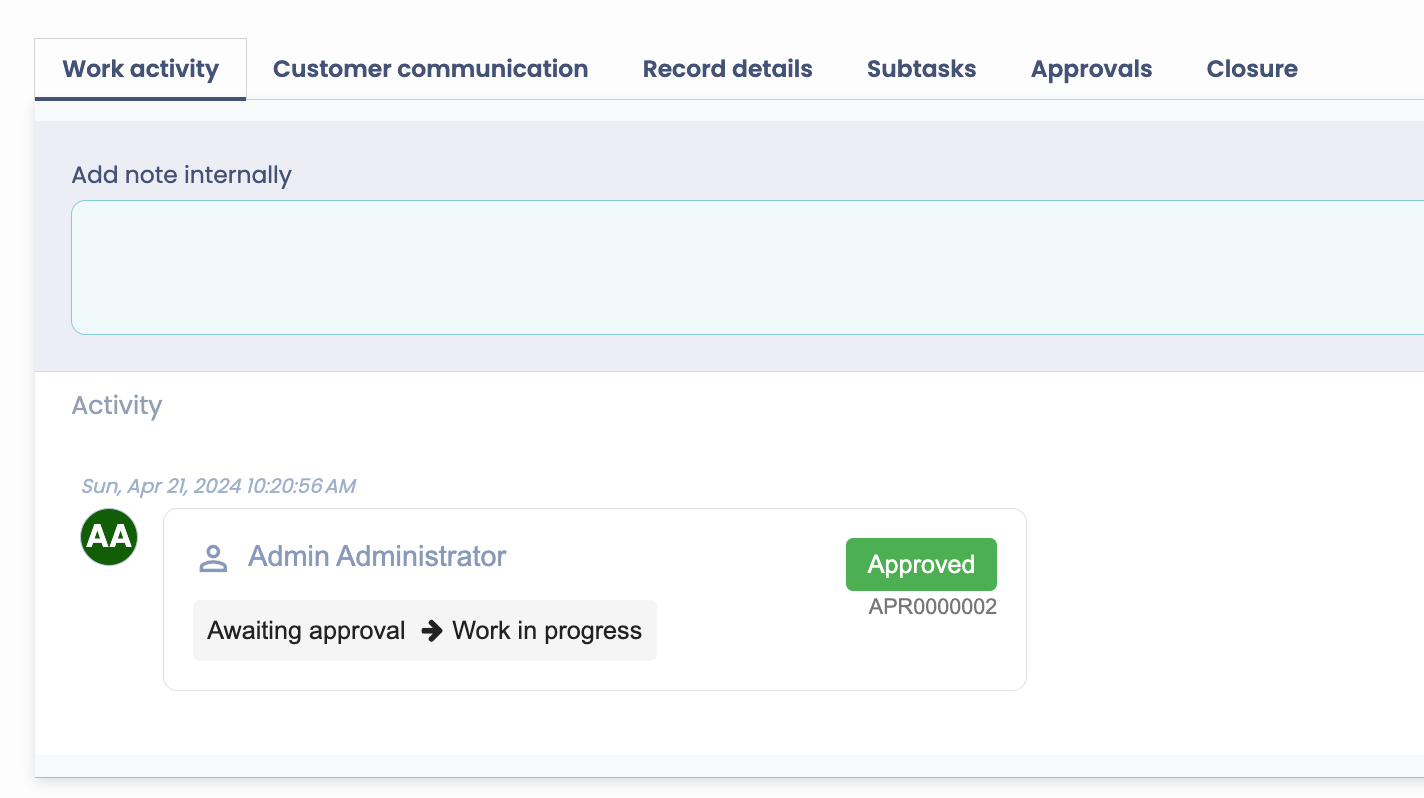 Work activity Customer communication Record details Subtasks Approvals Closure
Add note internally
Activity
Sun, Apr 21, 2024 10:20:56 AM
AA
Admin Administrator
Approved
APR0000002
Awaiting approval → Work in progress